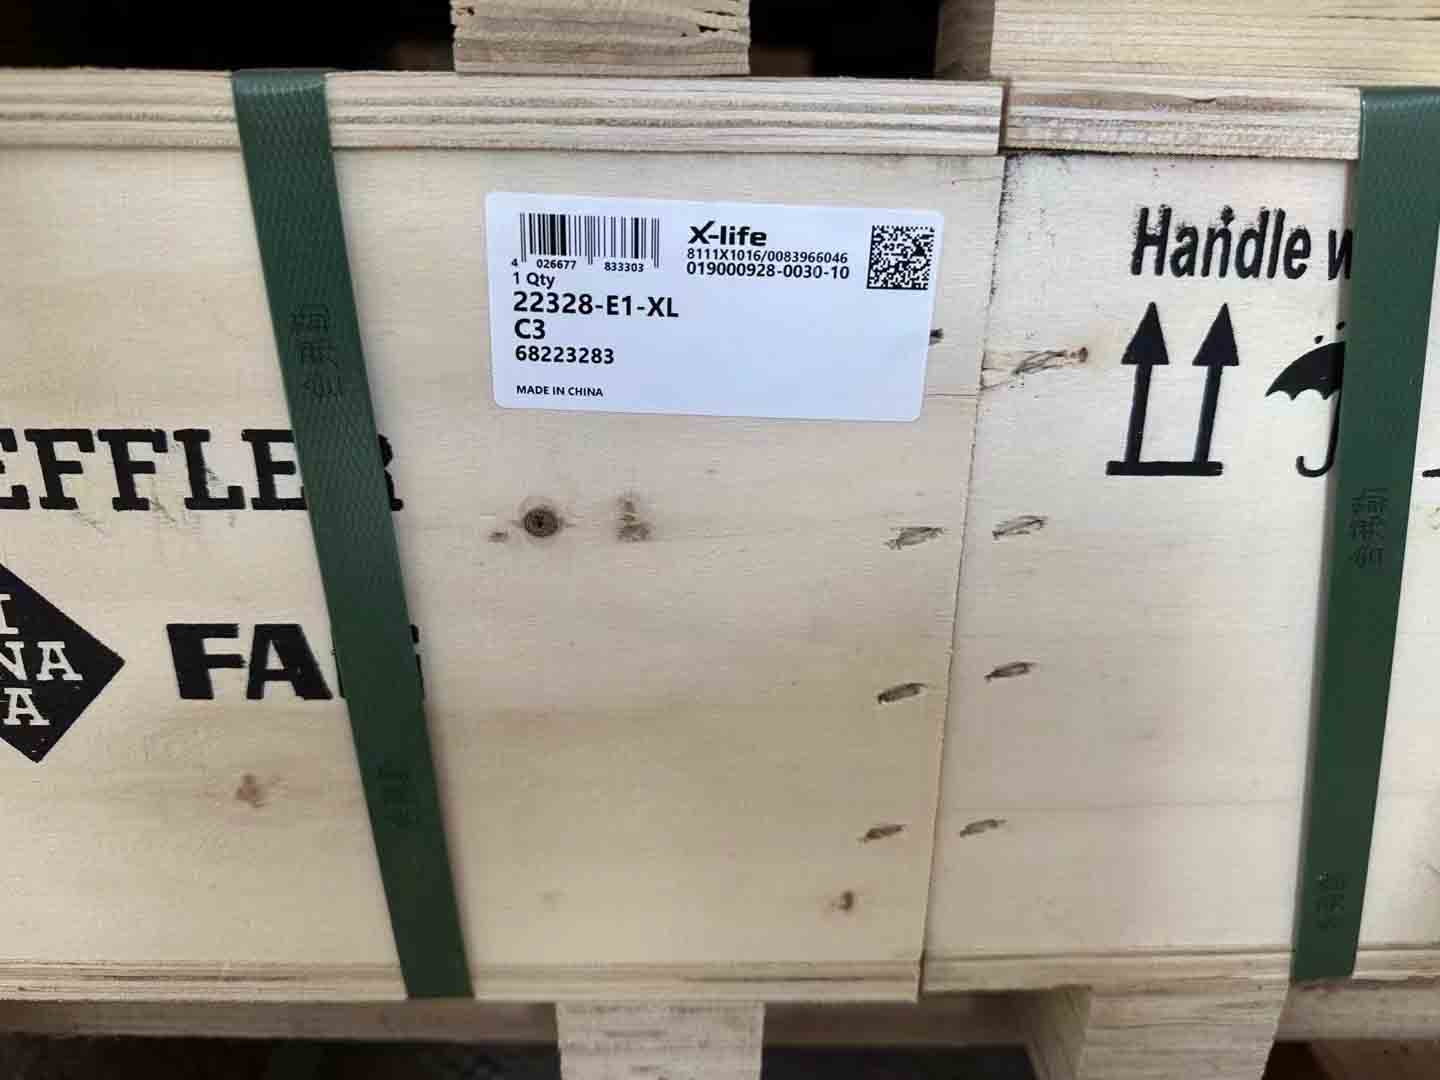 4 026677 833303
X-life
8111X1016/0083966046
019000928-0030-10
1 Qty
22328-E1-XL
C3
68223283
MADE IN CHINA
Handle
EFFLER
NA
A
FA